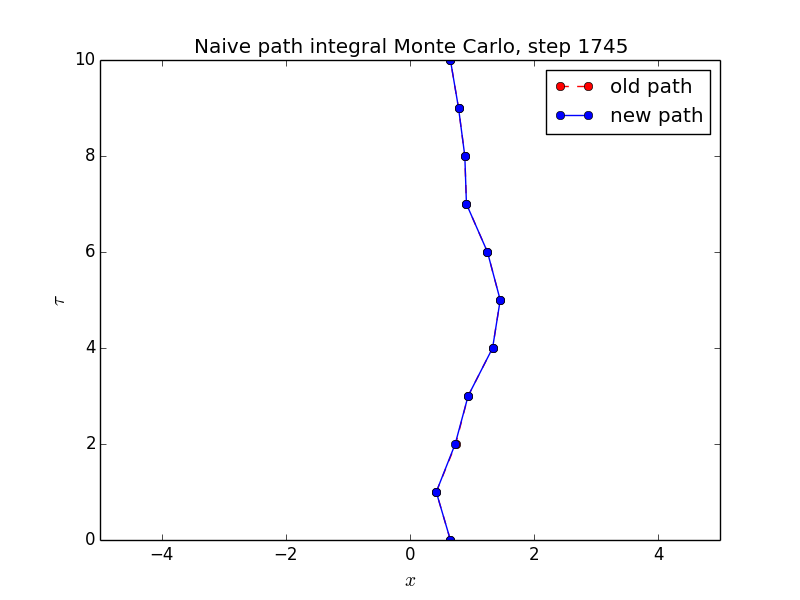 Naive path integral Monte Carlo, step 1745
10
old path
new path
8
6
τ
4
2
0
−4 −2 0 2 4
x